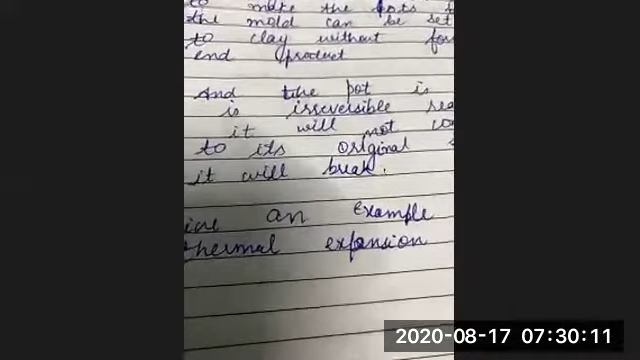 to make the pots
the mold can be set
to clay without
end product
And the pot is
is irreversible
it will not
to its original
it will break.
an example
thermal expansion
2020-08-17 07:30:11